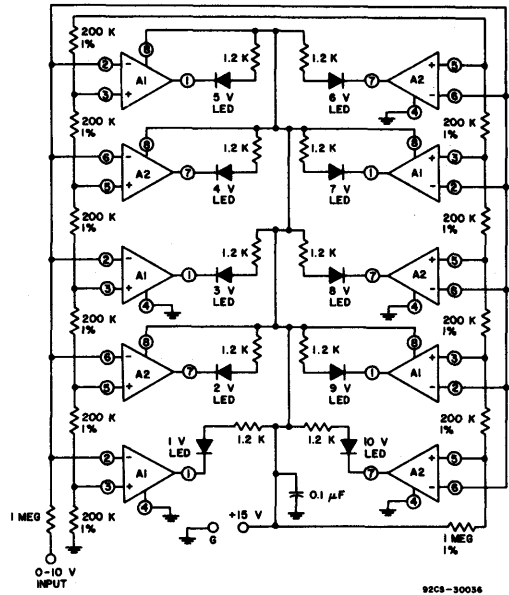 200 K 1%
8
2 - A1 1
3 +
1.2 K
5 V LED
1.2 K
6 V LED
7 A2 + 5
- 6
4
200 K 1%
200 K 1%
8
6 - A2 7
5 +
1.2 K
4 V LED
1.2 K
7 V LED
8
1 A1 + 3
- 2
200 K 1%
200 K 1%
2 - A1 1
3 +
4
1.2 K
3 V LED
1.2 K
8 V LED
7 A2 + 5
- 6
4
200 K 1%
200 K 1%
8
6 - A2 7
5 +
1.2 K
2 V LED
1.2 K
9 V LED
8
1 A1 + 3
- 2
200 K 1%
200 K 1%
2 - A1 1
3 +
4
1 V LED
1.2 K
1.2 K
10 V LED
7 A2 + 5
- 6
4
0.1 μF
1 MEG
200 K 1%
G
+15 V
1 MEG 1%
0-10 V
INPUT
92CS-30036